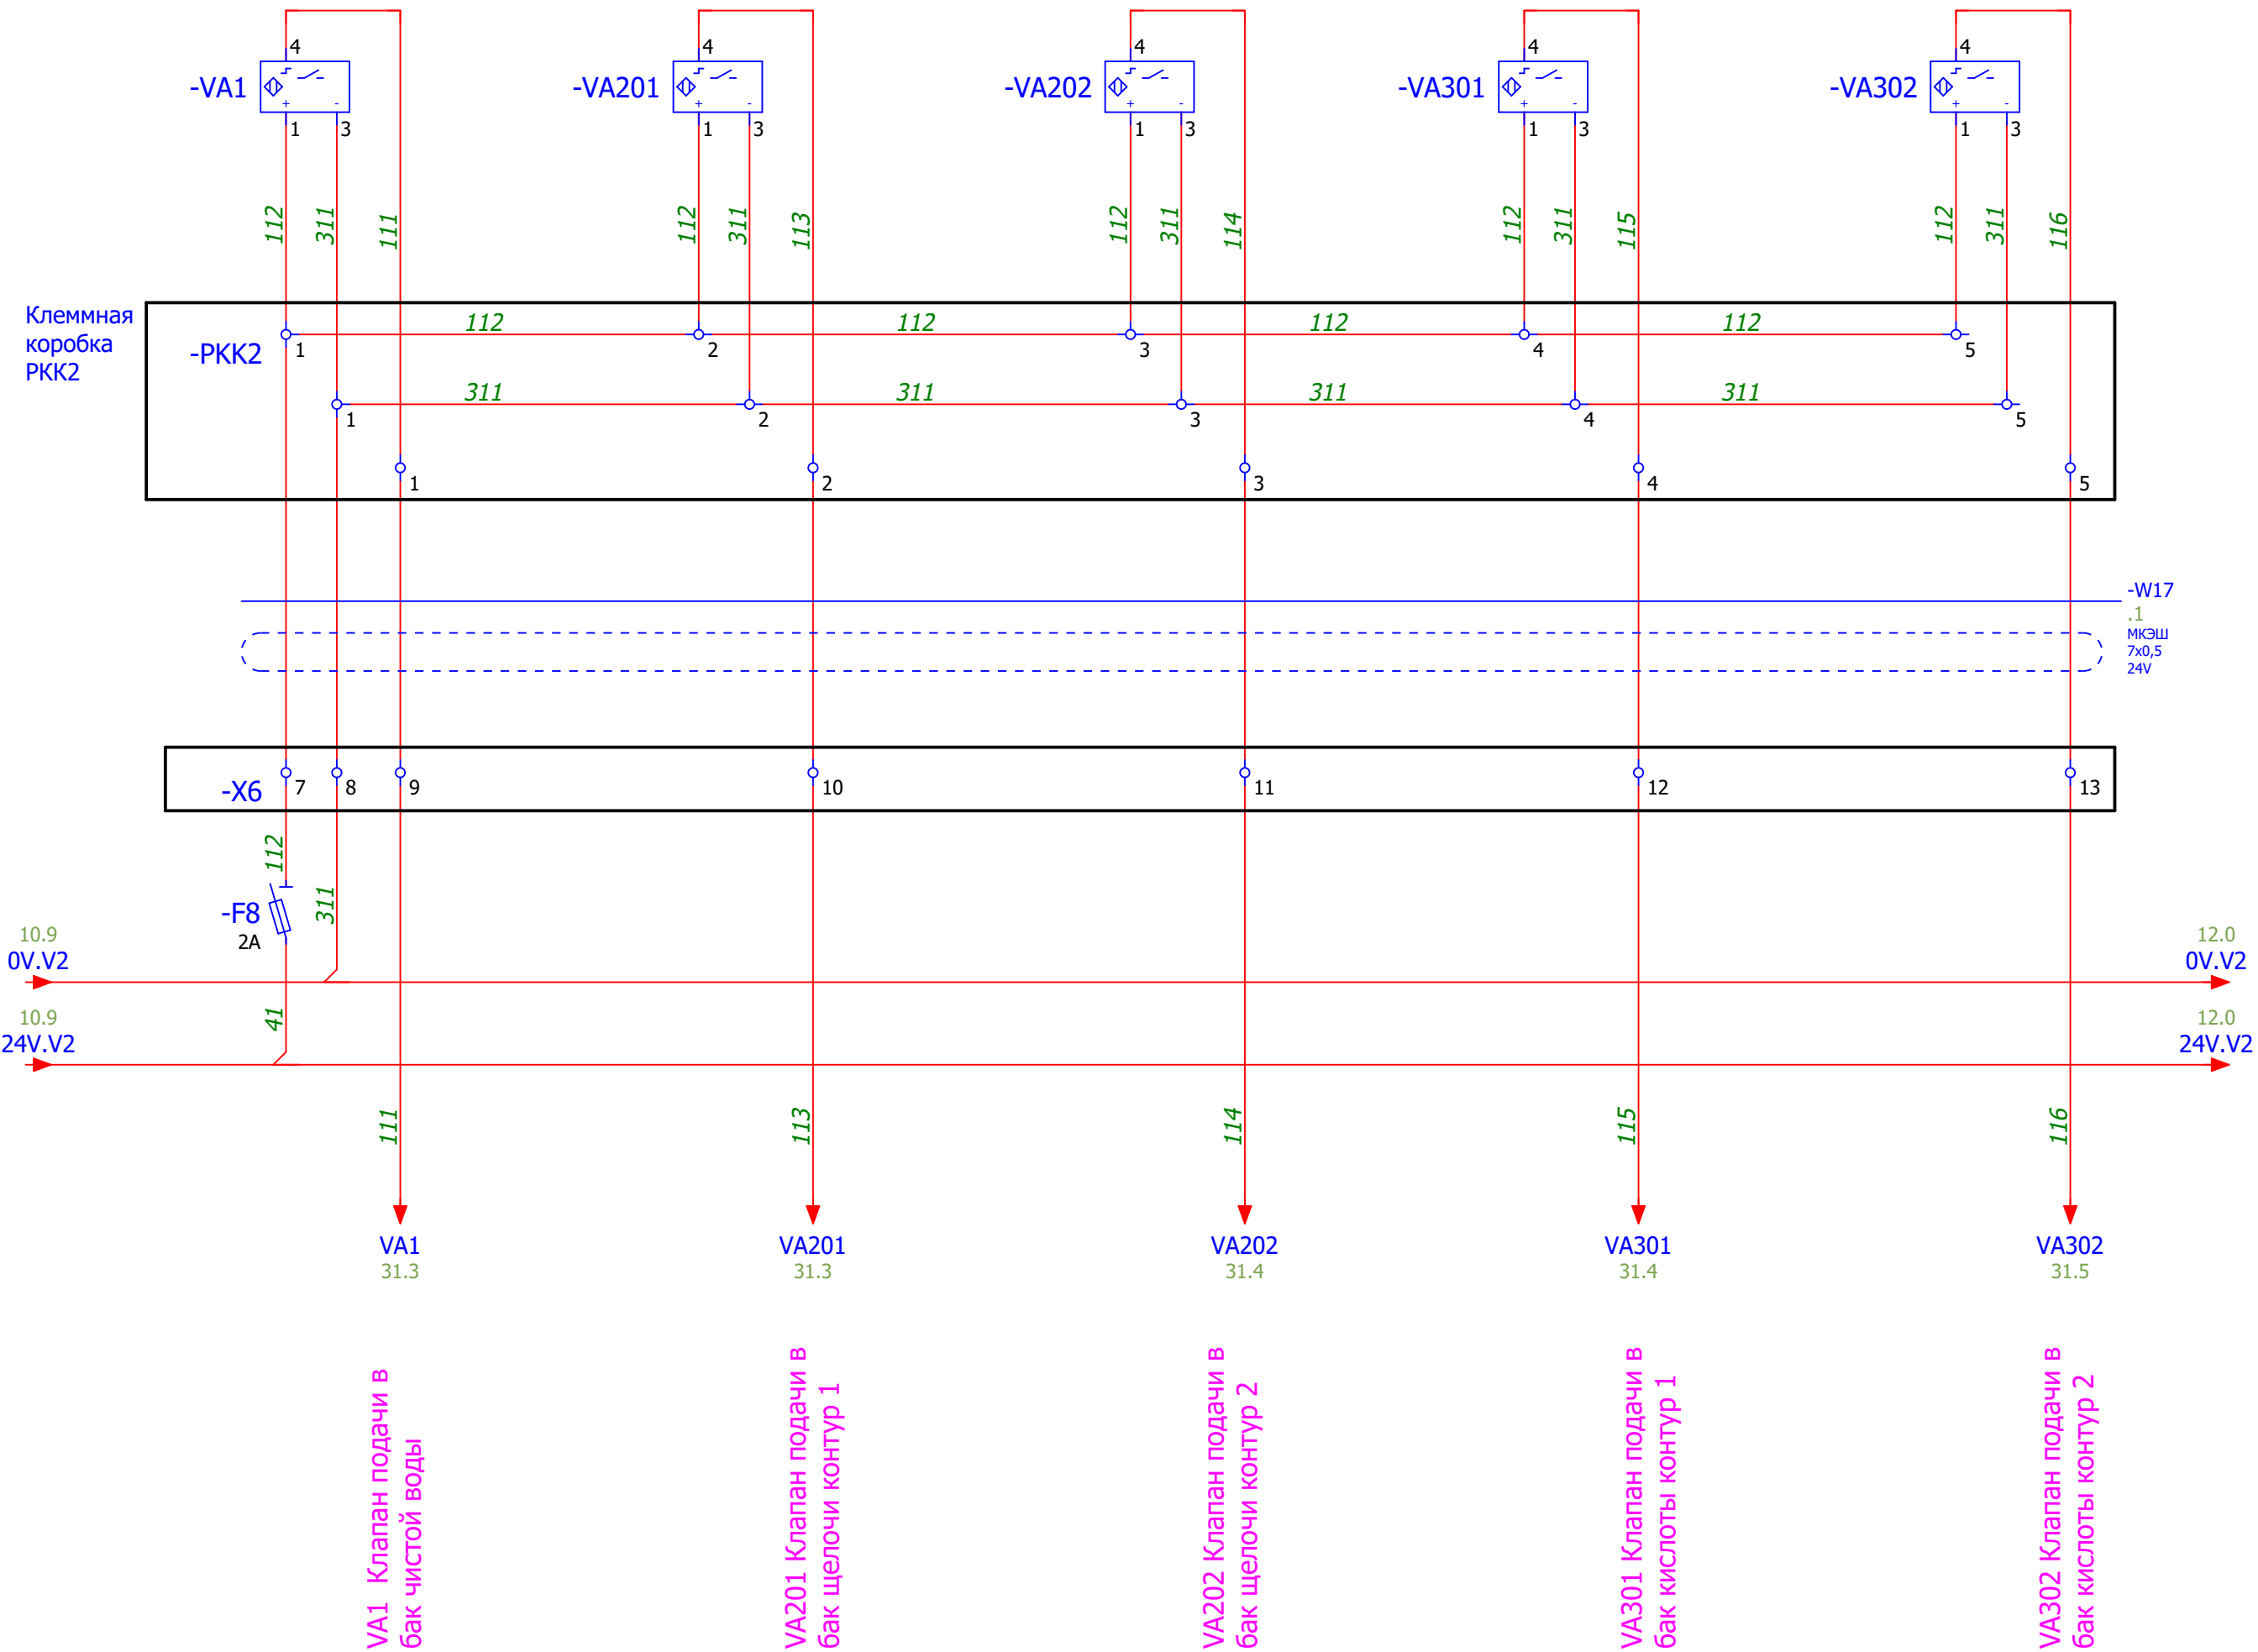 4
4
4
4
4
-VA1
-VA201
-VA202
-VA301
-VA302
+ -
+ -
+ -
+ -
+ -
1 3
1 3
1 3
1 3
1 3
112
311
111
112
311
113
112
311
114
112
311
115
112
311
116
Клеммная
коробка
РКК2
-РКК2
112
112
112
112
1
2
3
4
5
311
311
311
311
1
2
3
4
5
1
2
3
4
5
-W17
.1
МКЭШ
7х0,5
24V
-X6
7
8
9
10
11
12
13
112
311
-F8
2A
10.9
0V.V2
12.0
0V.V2
41
10.9
24V.V2
12.0
24V.V2
111
113
114
115
116
VA1
31.3
VA201
31.3
VA202
31.4
VA301
31.4
VA302
31.5
VA1 Клапан подачи в
бак чистой воды
VA201 Клапан подачи в
бак щелочи контур 1
VA202 Клапан подачи в
бак щелочи контур 2
VA301 Клапан подачи в
бак кислоты контур 1
VA302 Клапан подачи в
бак кислоты контур 2